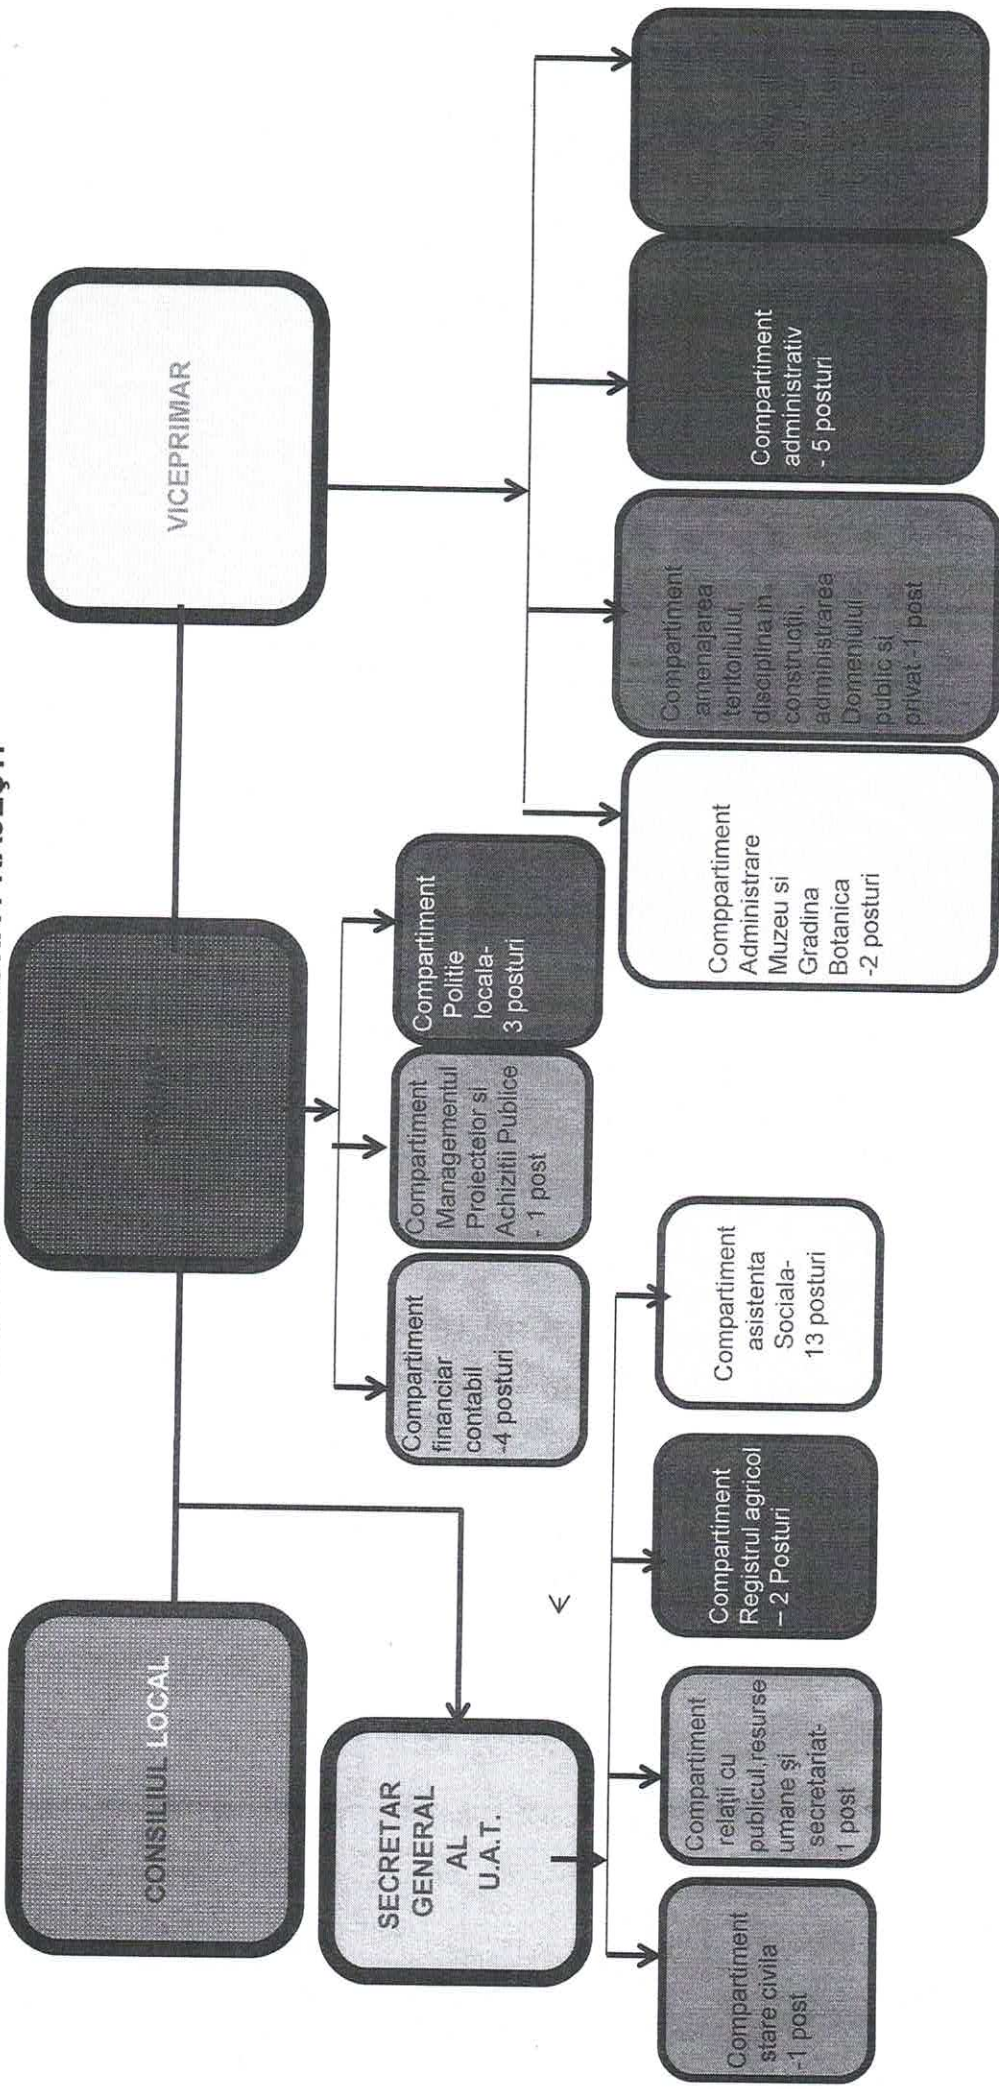 CONSILIUL LOCAL
VICEPRIMAR
SECRETAR
GENERAL
AL
U.A.T.
Compartiment
financiar
contabil
-4 posturi
Compartiment
Managementul
Proiectelor si
Achizitii Publice
- 1 post
Compartiment
Politie
locala-
3 posturi
Compartiment
stare civila
-1 post
Compartiment
relații cu
publicul,resurse
umane și
secretariat-
1 post
Compartiment
Registrul agricol
– 2 Posturi
Compartiment
asistenta
Sociala-
13 posturi
Comppartiment
Administrare
Muzeu si
Gradina
Botanica
-2 posturi
Compartiment
amenajarea
teritoriului,
disciplina in
construcții,
administrarea
Domeniului
public si
privat -1 post
Compartiment
administrativ
- 5 posturi